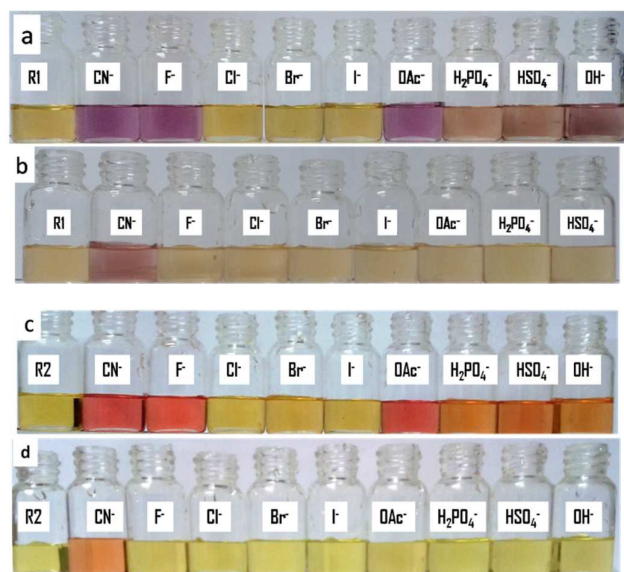 a
R1 CN⁻ F⁻ Cl⁻ Br⁻ I⁻ OAc⁻ H₂PO₄⁻ HSO₄⁻ OH⁻
b
R1 CN⁻ F⁻ Cl⁻ Br⁻ I⁻ OAc⁻ H₂PO₄⁻ HSO₄⁻
c
R2 CN⁻ F⁻ Cl⁻ Br⁻ I⁻ OAc⁻ H₂PO₄⁻ HSO₄⁻ OH⁻
d
R2 CN⁻ F⁻ Cl⁻ Br⁻ I⁻ OAc⁻ H₂PO₄⁻ HSO₄⁻ OH⁻